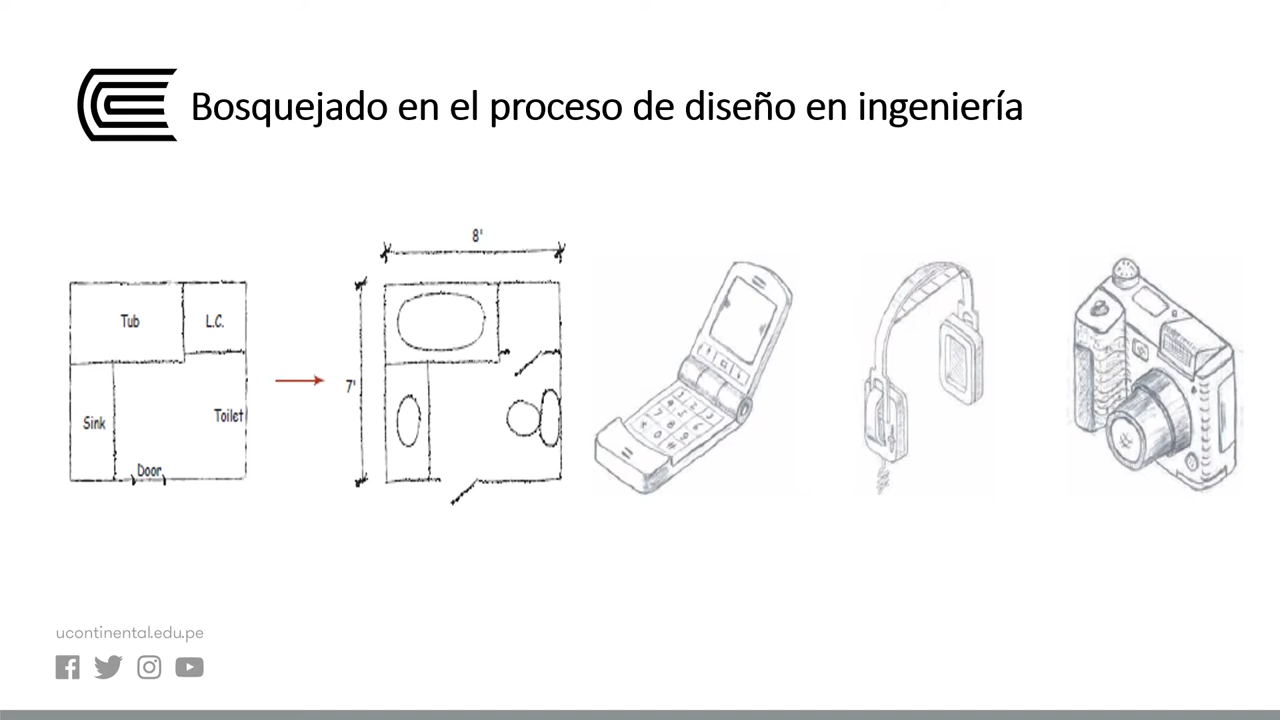 Bosquejado en el proceso de diseño en ingeniería
8'
Tub
L.C.
7'
Sink
Toilet
Door
ucontinental.edu.pe